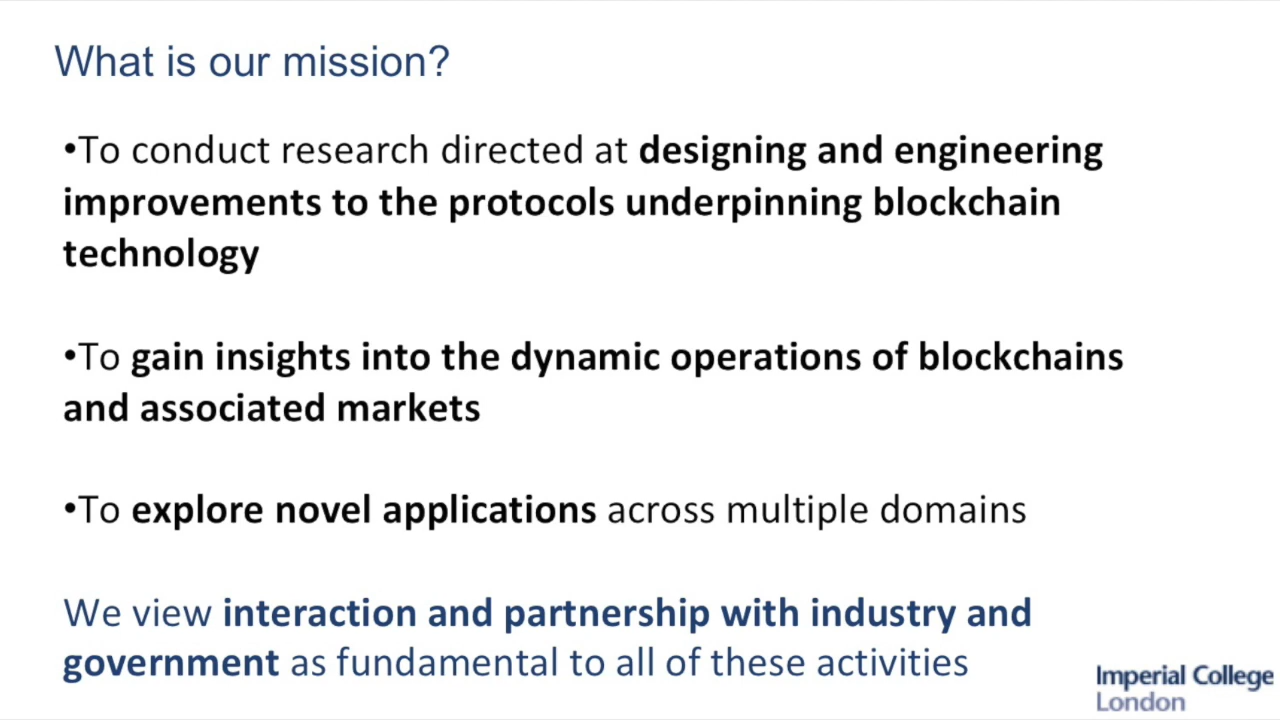 What is our mission?
•To conduct research directed at designing and engineering
improvements to the protocols underpinning blockchain
technology
•To gain insights into the dynamic operations of blockchains
and associated markets
•To explore novel applications across multiple domains
We view interaction and partnership with industry and
government as fundamental to all of these activities
Imperial College
London